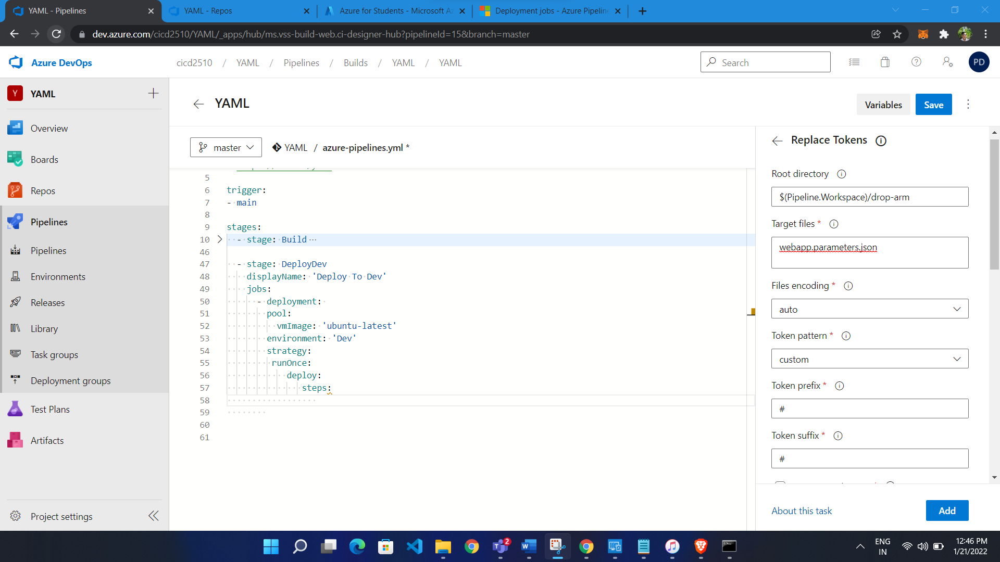 YAML - Pipelines
YAML - Repos
Azure for Students - Microsoft Az
Deployment jobs - Azure Pipeline
dev.azure.com/cicd2510/YAML/_apps/hub/ms.vss-build-web.ci-designer-hub?pipelineId=15&branch=master
Azure DevOps
cicd2510 / YAML / Pipelines / Builds / YAML / YAML
Search
PD
Y YAML
Overview
Boards
Repos
Pipelines
Pipelines
Environments
Releases
Library
Task groups
Deployment groups
Test Plans
Artifacts
Project settings
YAML
Variables
Save
master
YAML / azure-pipelines.yml *
5
6 trigger:
7 - main
8
9 stages:
10 - stage: Build ...
46
47 - stage: DeployDev
48 displayName: 'Deploy To Dev'
49 jobs:
50 - deployment:
51 pool:
52 vmImage: 'ubuntu-latest'
53 environment: 'Dev'
54 strategy:
55 runOnce:
56 deploy:
57 steps:
58
59
60
61
Replace Tokens
Root directory
$(Pipeline.Workspace)/drop-arm
Target files *
webapp.parameters.json
Files encoding *
auto
Token pattern *
custom
Token prefix *
#
Token suffix *
#
About this task
Add
2
ENG
IN
12:46 PM
1/21/2022